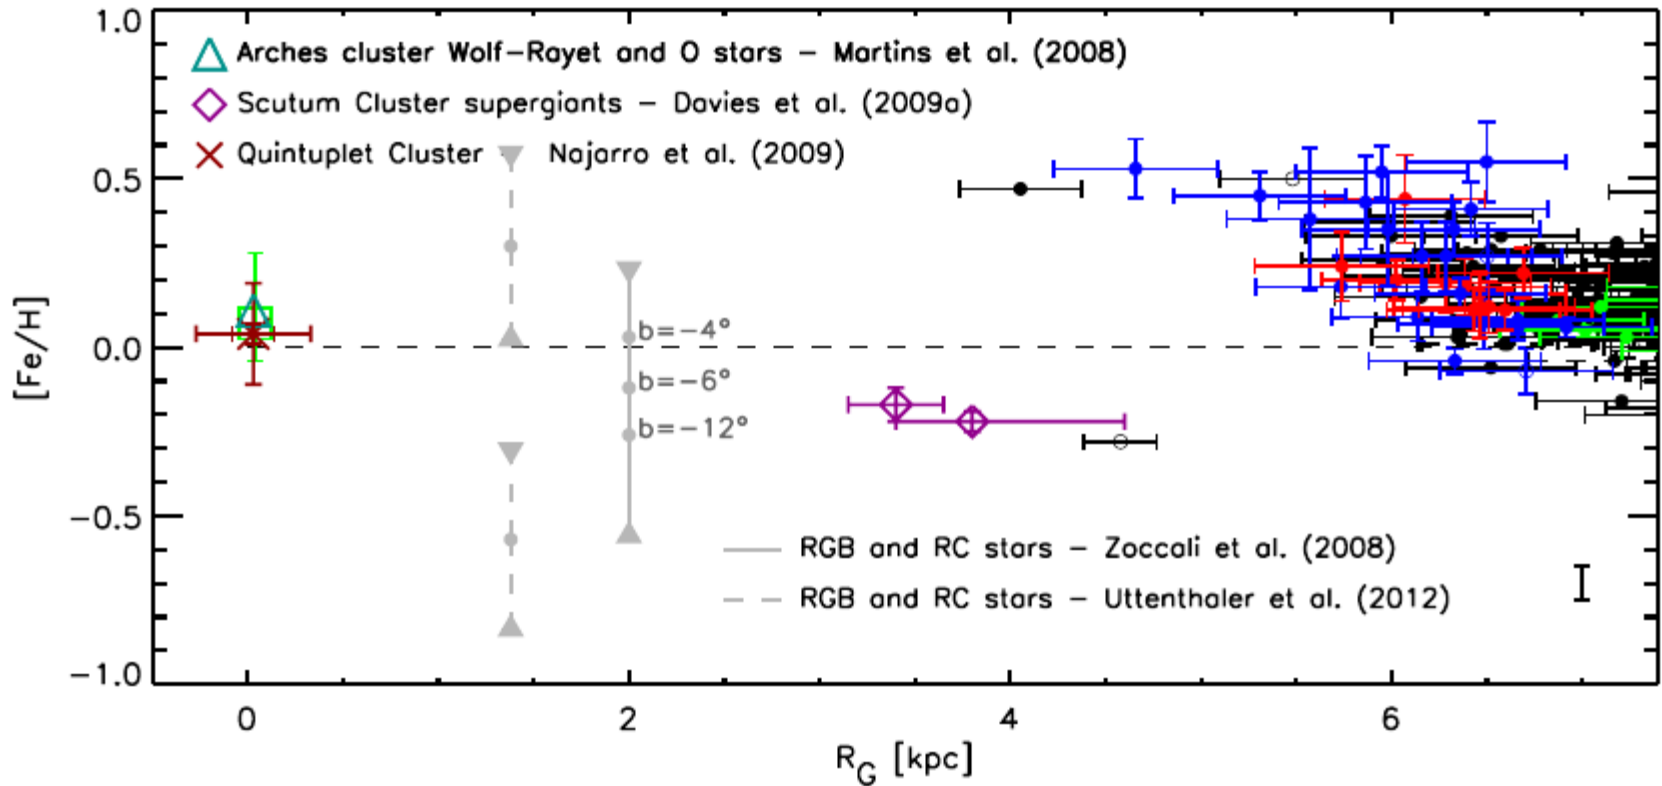 1.0
Arches cluster Wolf-Rayet and O stars - Martins et al. (2008)
Scutum Cluster supergiants - Davies et al. (2009a)
Quintuplet Cluster - Najarro et al. (2009)
0.5
[Fe/H]
b=-4°
0.0
b=-6°
b=-12°
-0.5
RGB and RC stars - Zoccali et al. (2008)
RGB and RC stars - Uttenthaler et al. (2012)
-1.0
0 2 4 6
R_G [kpc]